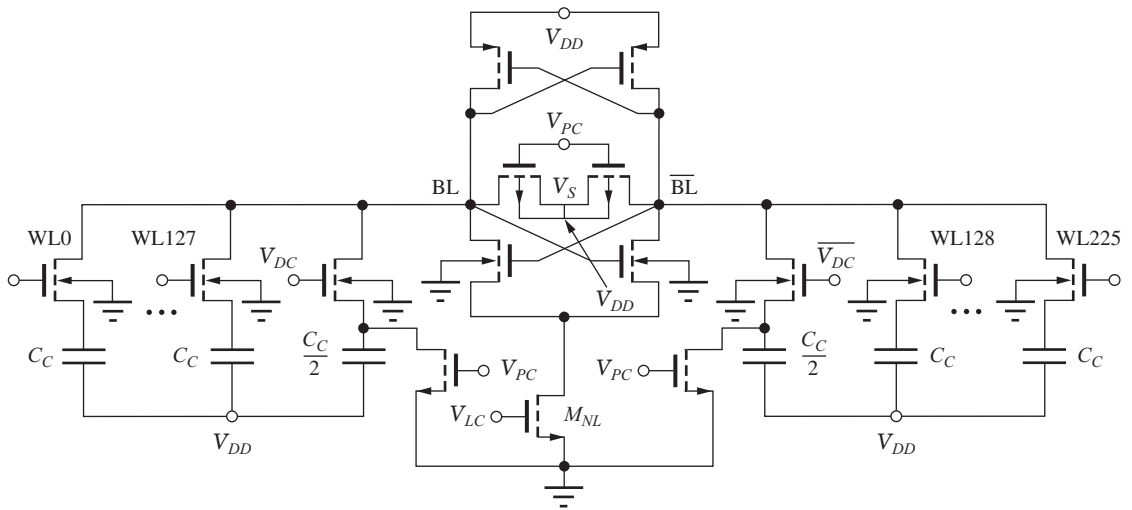 V_DD
V_PC
BL
V_S
B̅L̅
WL0
WL127
V_DC
V̅_D̅C̅
WL128
WL225
V_DD
...
...
C_C
C_C
C_C/2
V_PC
V_PC
C_C/2
C_C
C_C
V_LC
M_NL
V_DD
V_DD